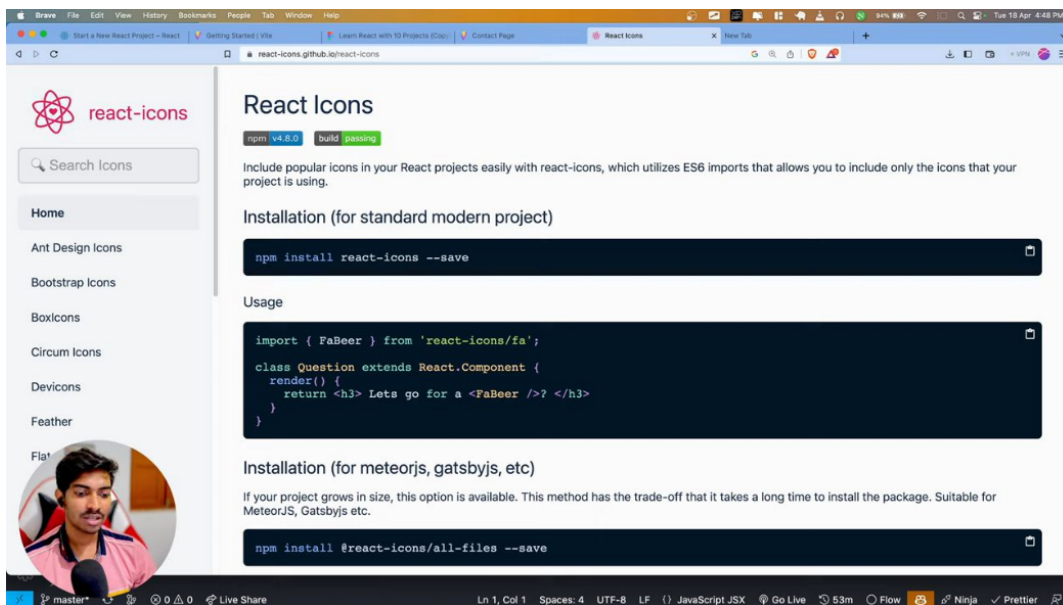 Brave File Edit View History Bookmarks People Tab Window Help
94%
Tue 18 Apr 4:48 PM
Start a New React Project – React
Getting Started | Vite
Learn React with 10 Projects (Copy
Contact Page
React Icons
New Tab
react-icons.github.io/react-icons
VPN
react-icons
Search Icons
Home
Ant Design Icons
Bootstrap Icons
BoxIcons
Circum Icons
Devicons
Feather
Flat
React Icons
npm v4.8.0 build passing
Include popular icons in your React projects easily with react-icons, which utilizes ES6 imports that allows you to include only the icons that your
project is using.
Installation (for standard modern project)
npm install react-icons --save
Usage
import { FaBeer } from 'react-icons/fa';
class Question extends React.Component {
render() {
return <h3> Lets go for a <FaBeer />? </h3>
}
}
Installation (for meteorjs, gatsbyjs, etc)
If your project grows in size, this option is available. This method has the trade-off that it takes a long time to install the package. Suitable for
MeteorJS, Gatsbyjs etc.
npm install @react-icons/all-files --save
master* 0 0 Live Share Ln 1, Col 1 Spaces: 4 UTF-8 LF {} JavaScript JSX Go Live 53m Flow Ninja Prettier